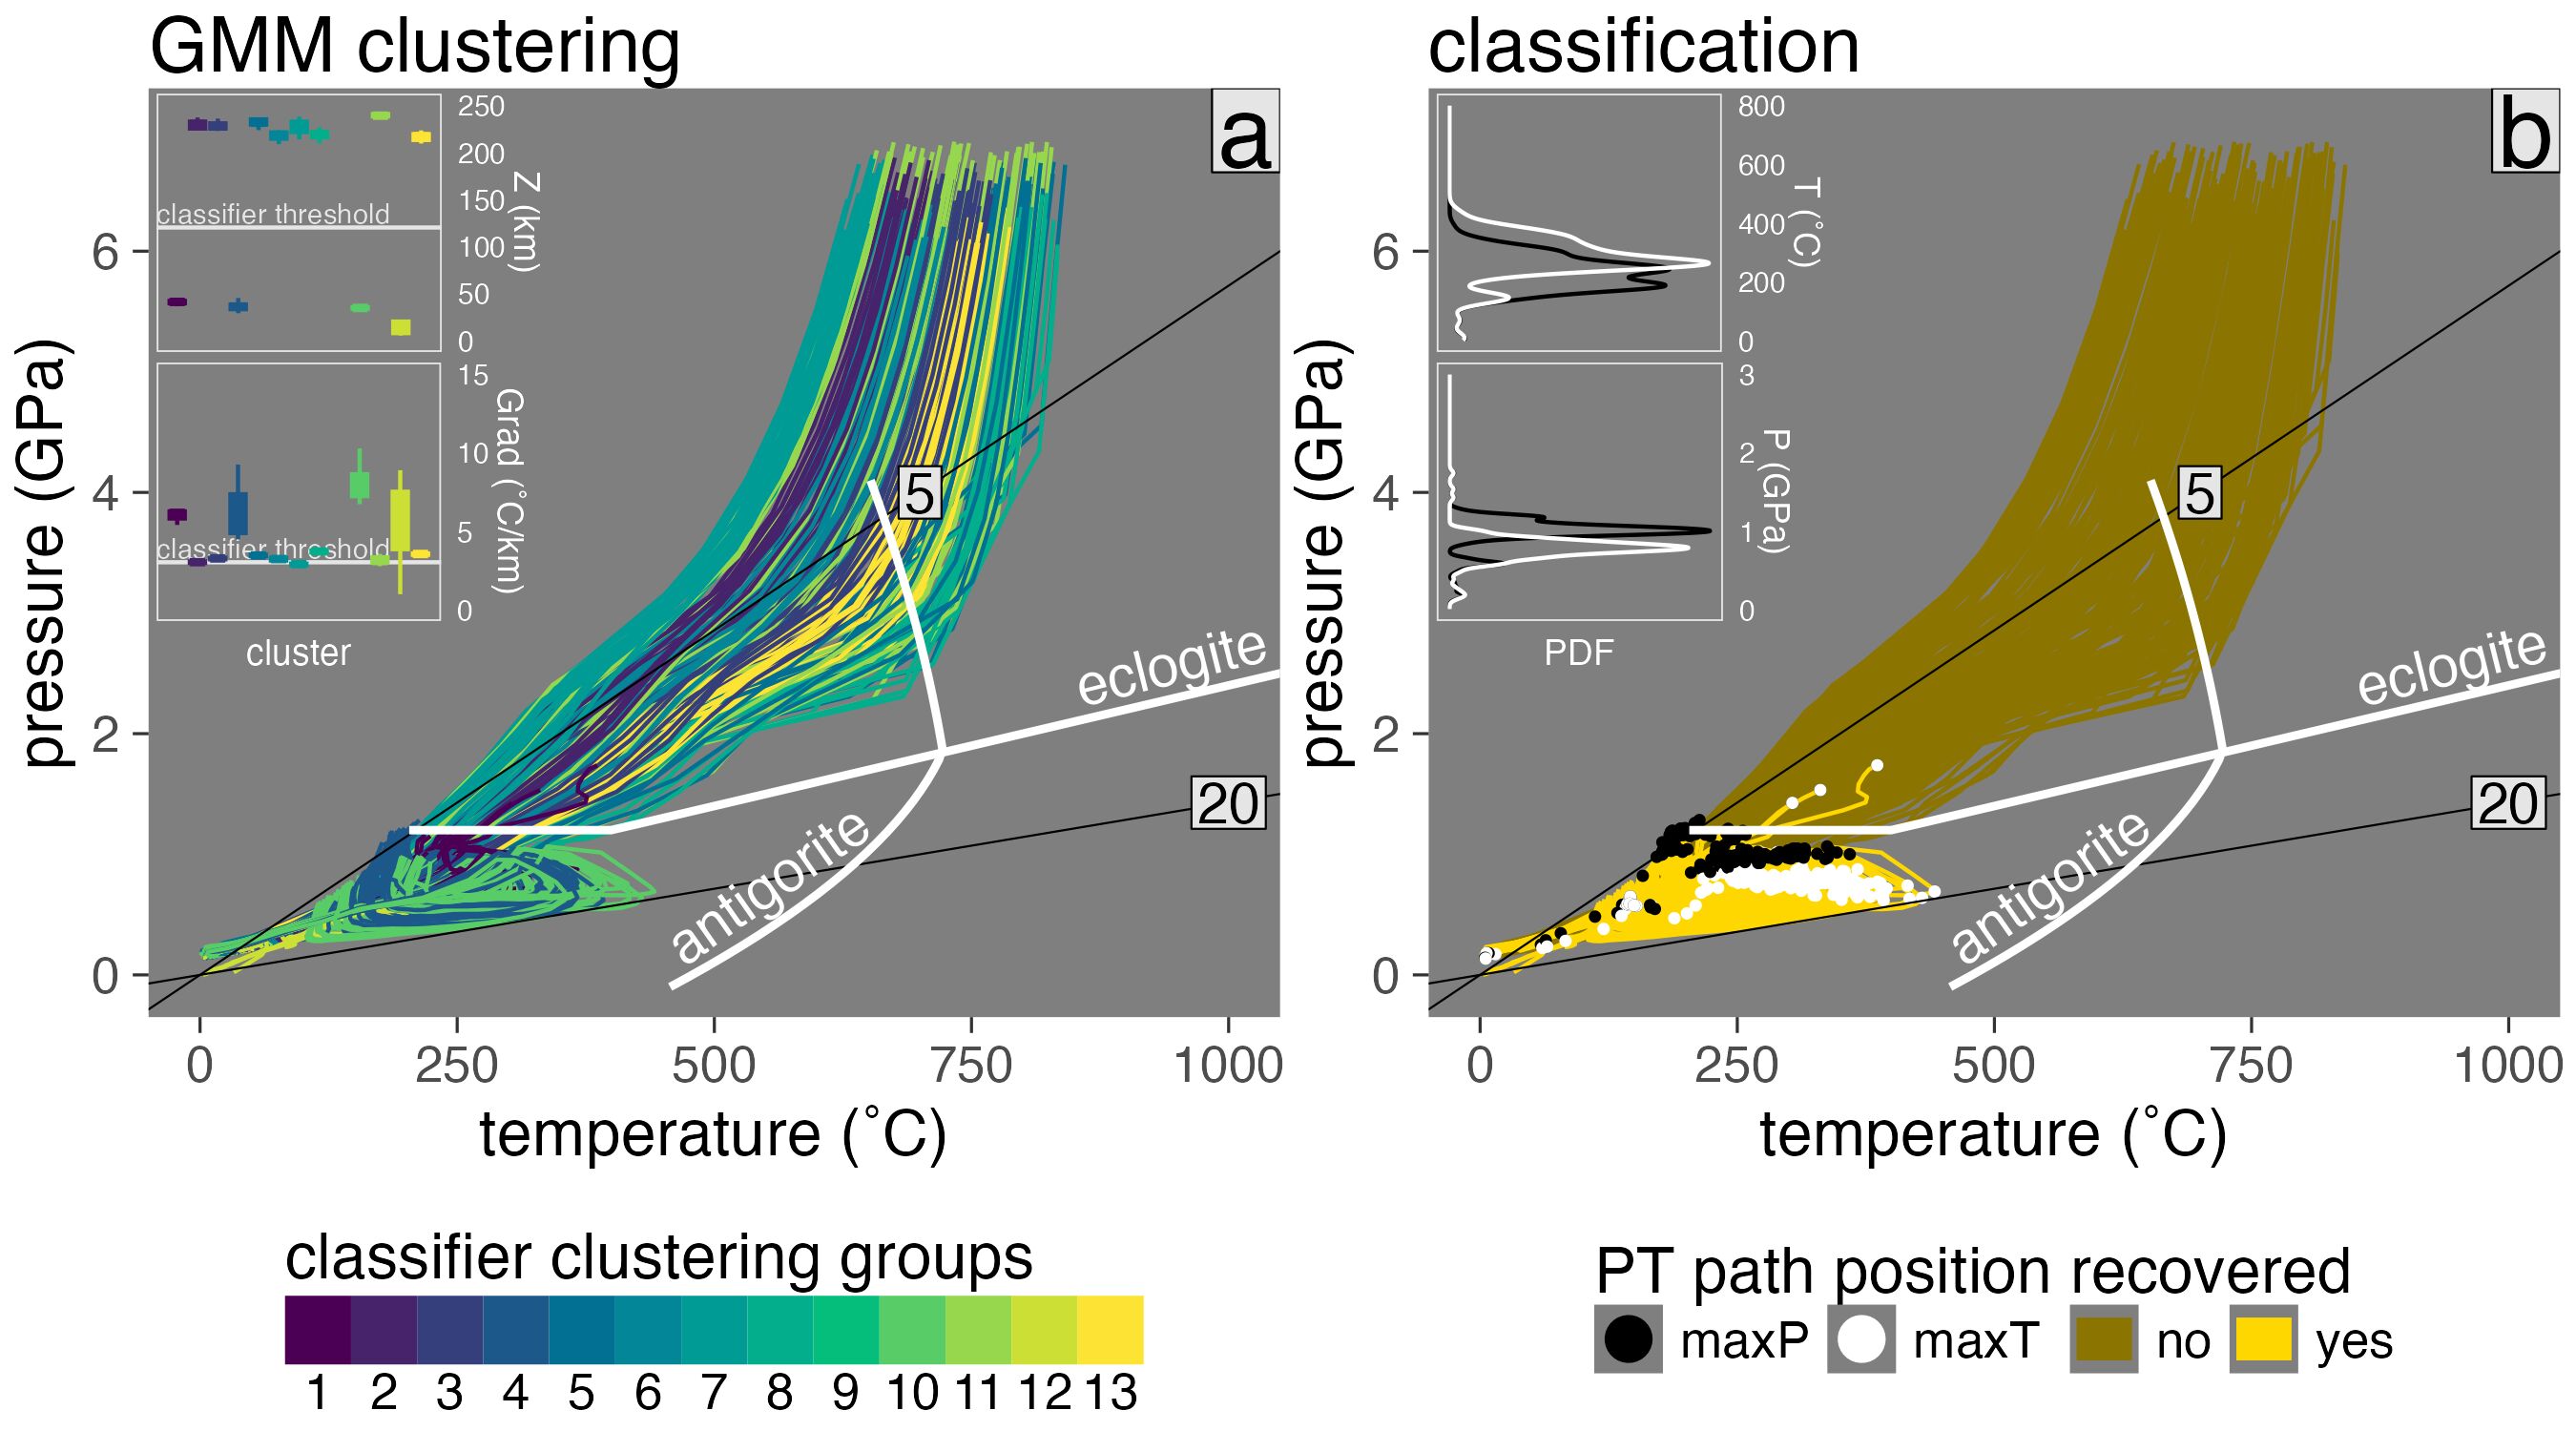 GMM clustering
a
250
200
150
100
50
0
Z (km)
classifier threshold
15
10
5
0
Grad (˚C/km)
classifier threshold
cluster
5
20
eclogite
antigorite
6
4
2
0
pressure (GPa)
0 250 500 750 1000
temperature (˚C)
classification
b
800
600
400
200
0
T (˚C)
3
2
1
0
P (GPa)
PDF
5
20
eclogite
antigorite
6
4
2
0
pressure (GPa)
0 250 500 750 1000
temperature (˚C)
classifier clustering groups
1 2 3 4 5 6 7 8 9 10 11 12 13
PT path position recovered
maxP maxT no yes